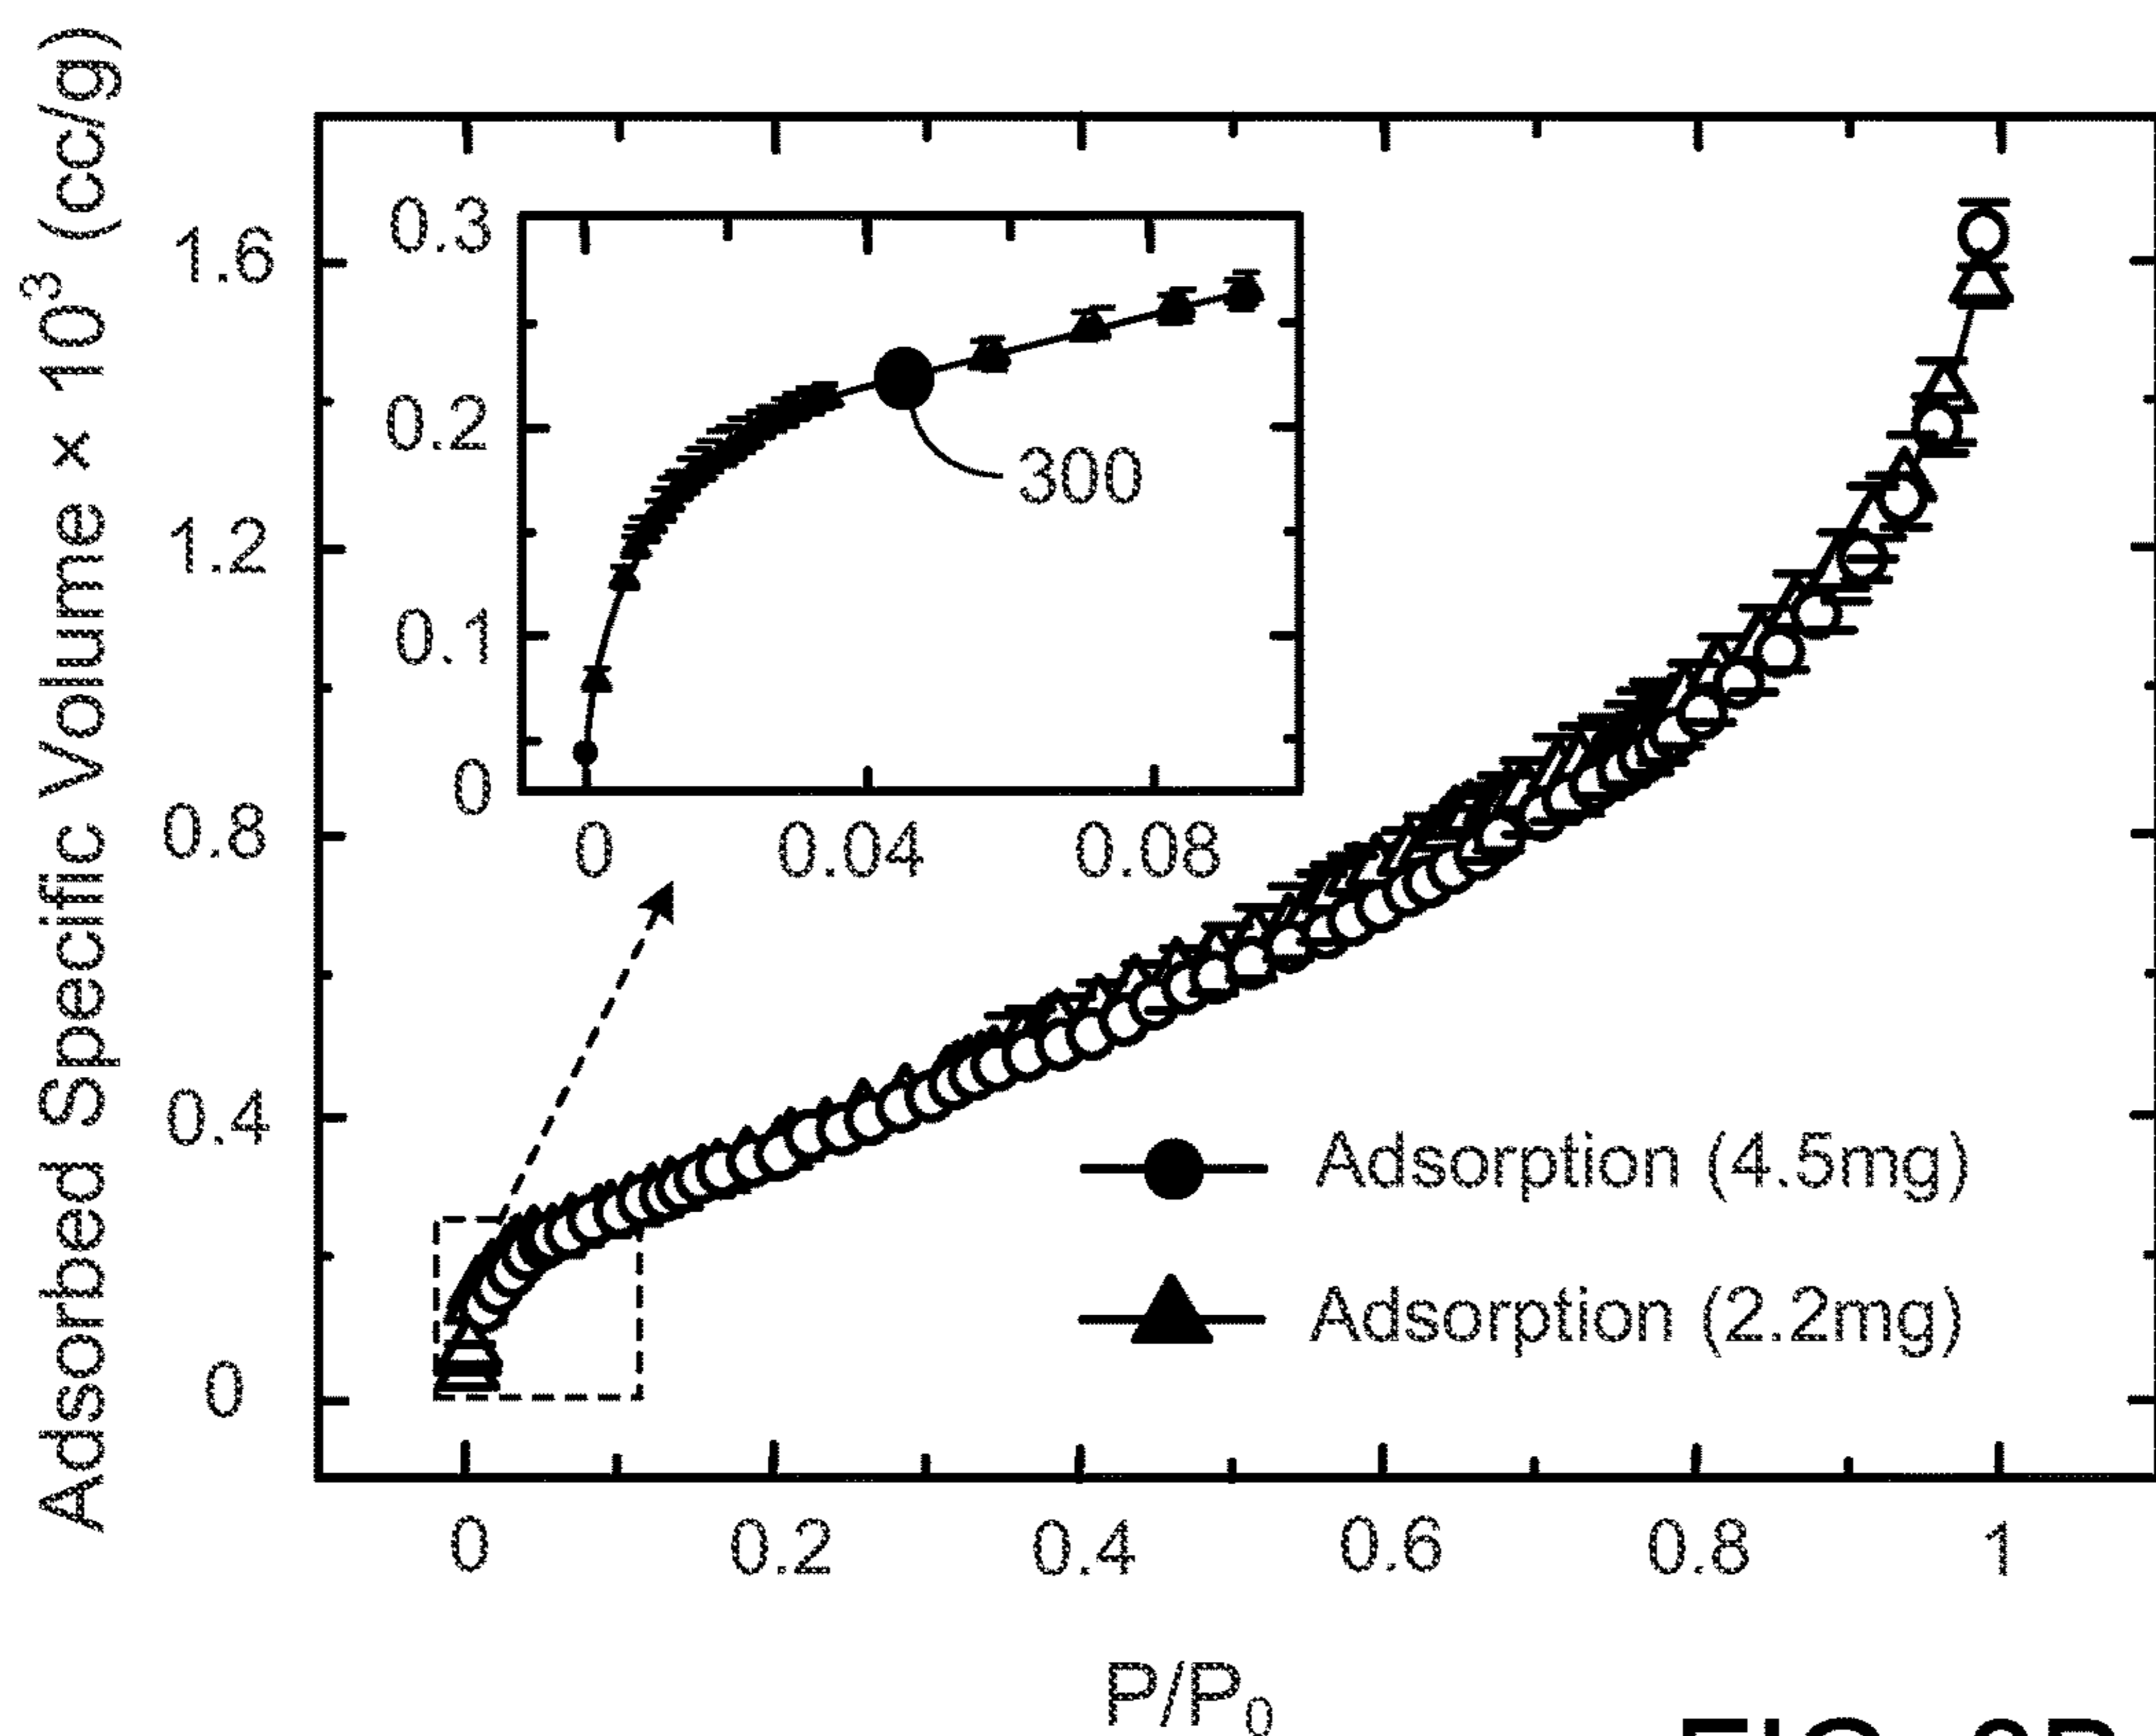 Adsorbed Specific Volume × 10³ (cc/g)
1.6
1.2
0.8
0.4
0
0.3
0.2
0.1
0
300
0 0.04 0.08
Adsorption (4.5mg)
Adsorption (2.2mg)
0 0.2 0.4 0.6 0.8 1
P/P₀